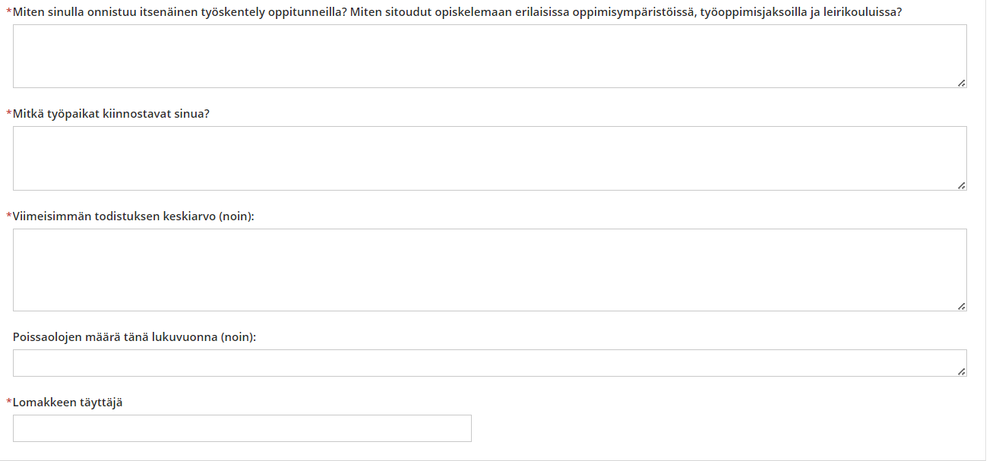 *Miten sinulla onnistuu itsenäinen työskentely oppitunneilla? Miten sitoudut opiskelemaan erilaisissa oppimisympäristöissä, työoppimisjaksoilla ja leirikouluissa?
*Mitkä työpaikat kiinnostavat sinua?
*Viimeisimmän todistuksen keskiarvo (noin):
Poissaolojen määrä tänä lukuvuonna (noin):
*Lomakkeen täyttäjä